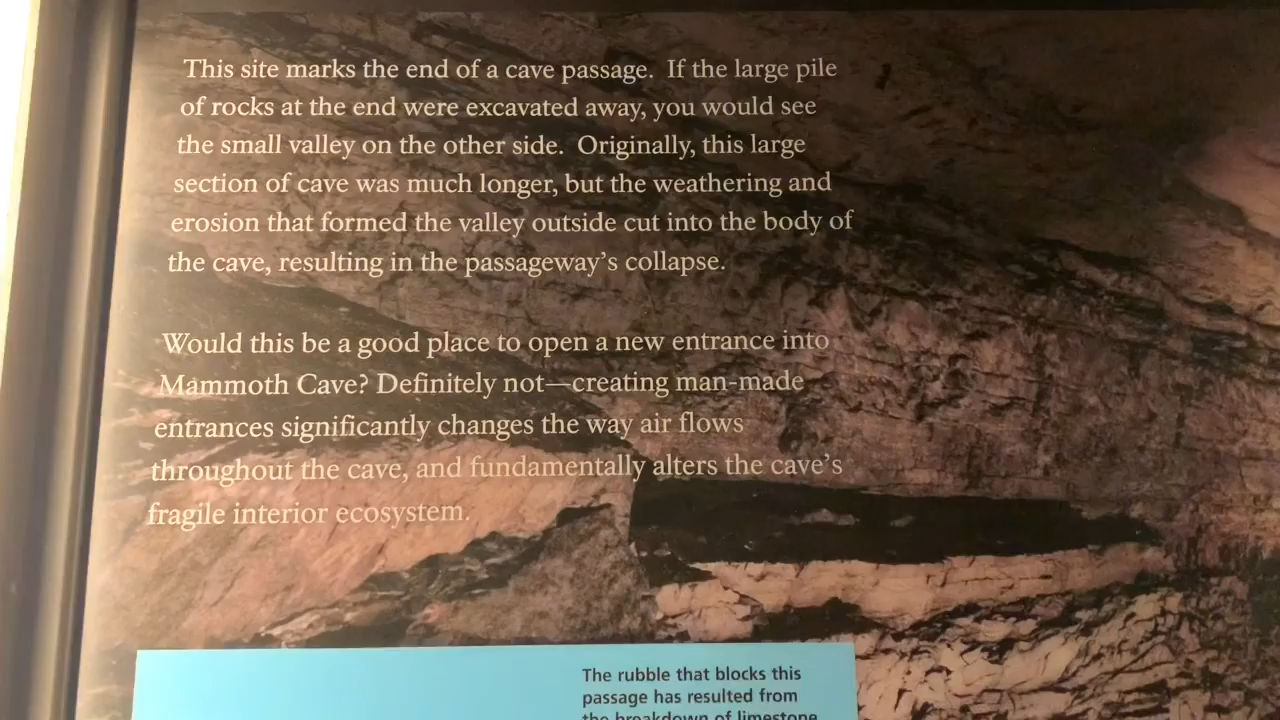 This site marks the end of a cave passage. If the large pile
of rocks at the end were excavated away, you would see
the small valley on the other side. Originally, this large
section of cave was much longer, but the weathering and
erosion that formed the valley outside cut into the body of
the cave, resulting in the passageway's collapse.
Would this be a good place to open a new entrance into
Mammoth Cave? Definitely not—creating man-made
entrances significantly changes the way air flows
throughout the cave, and fundamentally alters the cave's
fragile interior ecosystem.
The rubble that blocks this
passage has resulted from
the breakdown of limestone